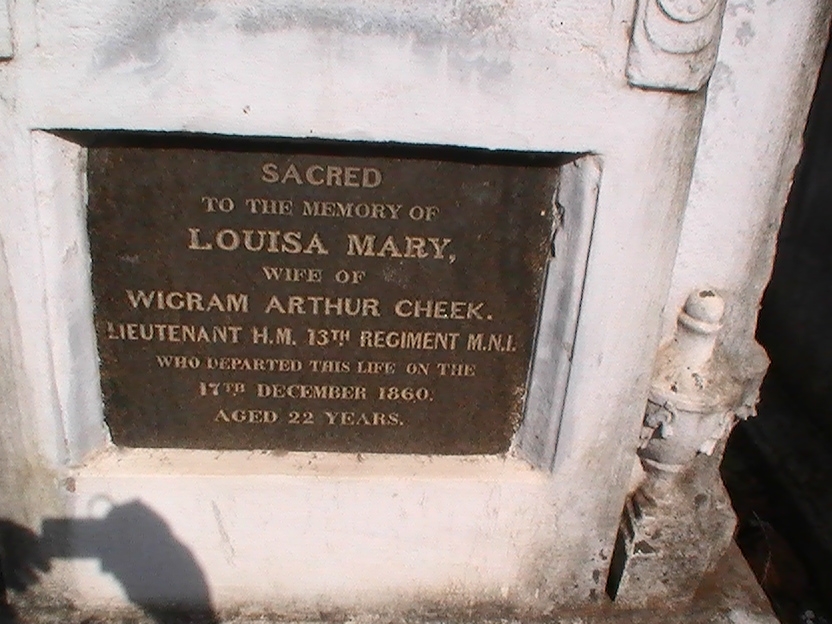 SACRED
TO THE MEMORY OF
LOUISA MARY,
WIFE OF
WIGRAM ARTHUR CHEEK.
LIEUTENANT H.M. 13TH REGIMENT M.N.I.
WHO DEPARTED THIS LIFE ON THE
17TH DECEMBER 1860.
AGED 22 YEARS.